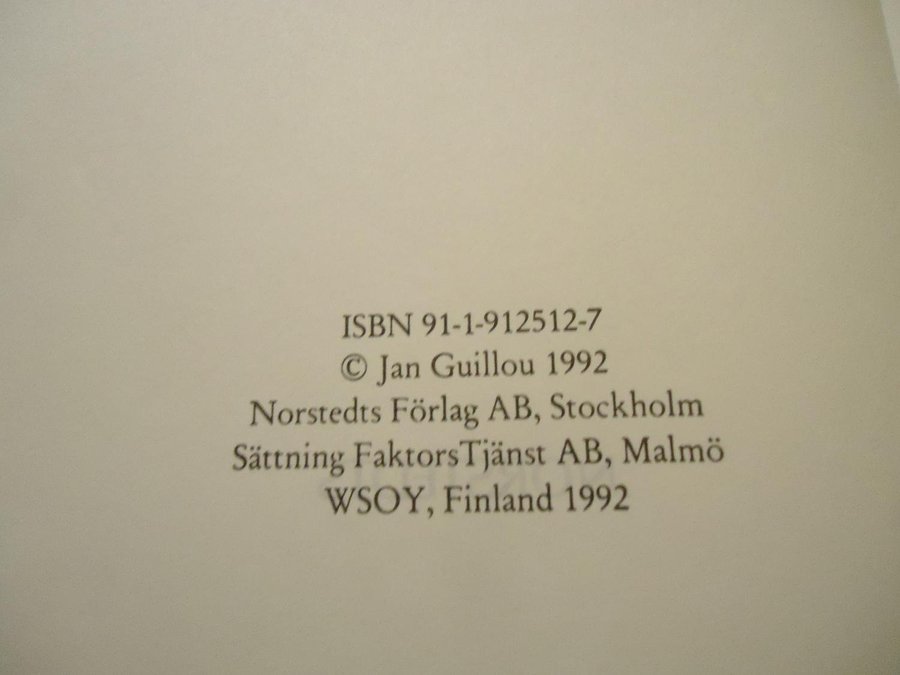 ISBN 91-1-912512-7
© Jan Guillou 1992
Norstedts Förlag AB, Stockholm
Sättning FaktorsTjänst AB, Malmö
WSOY, Finland 1992